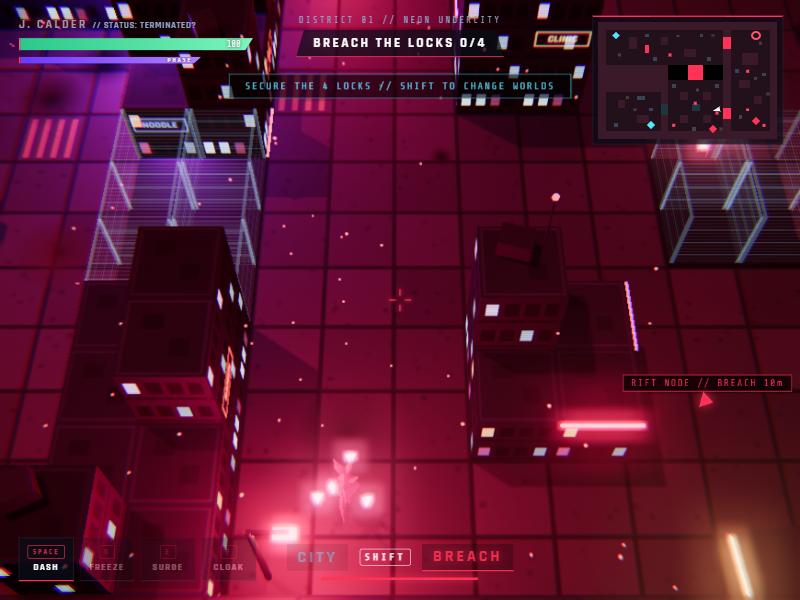 J. CALDER // STATUS: TERMINATED?
100
PHASE
DISTRICT 01 // NEON UNDERCITY
BREACH THE LOCKS 0/4
SECURE THE 4 LOCKS // SHIFT TO CHANGE WORLDS
CLINIC
NOODLE
RIFT NODE // BREACH 10m
SPACE
DASH
FREEZE
E
SURGE
CLOAK
CITY
SHIFT
BREACH